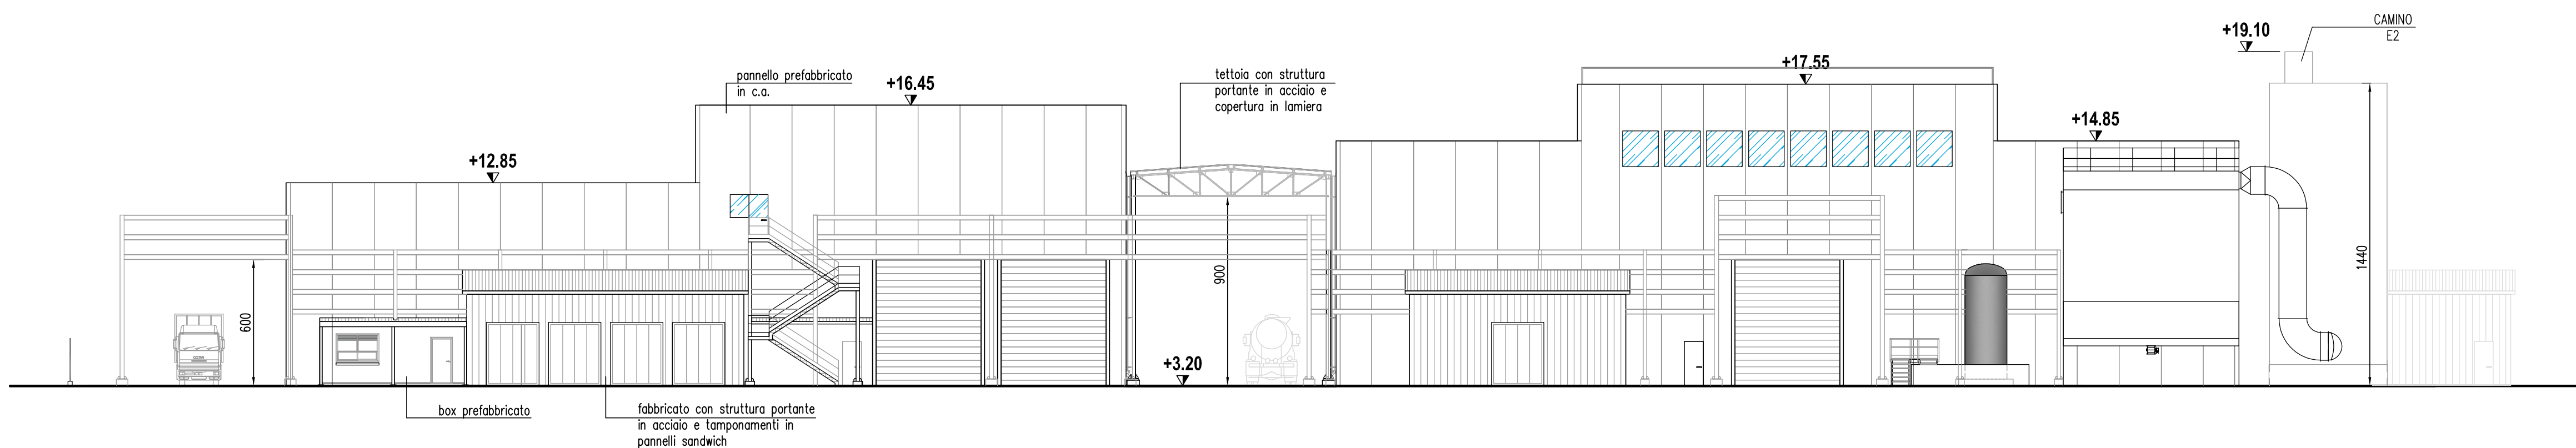 CAMINO
E2
+19.10
+17.55
pannello prefabbricato
in c.a.
+16.45
tettoia con struttura
portante in acciaio e
copertura in lamiera
+14.85
+12.85
1440
900
600
+3.20
box prefabbricato
fabbricato con struttura portante
in acciaio e tamponamenti in
pannelli sandwich